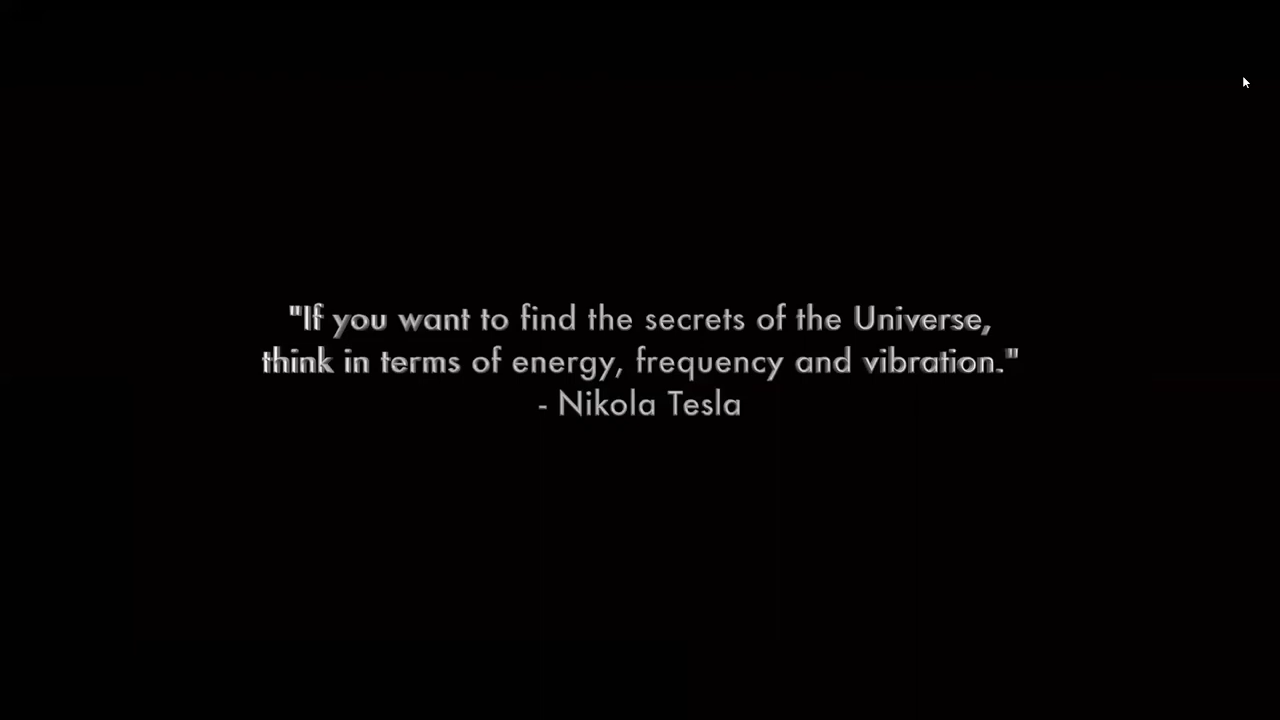 "If you want to find the secrets of the Universe,
think in terms of energy, frequency and vibration."
- Nikola Tesla